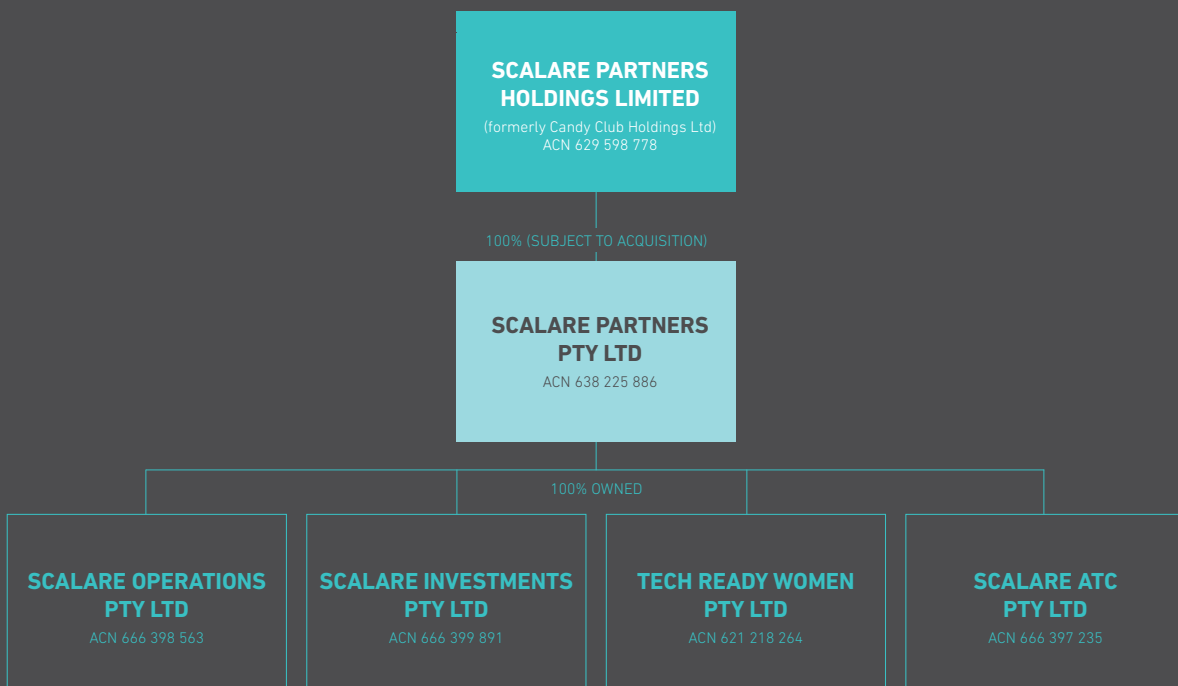 SCALARE PARTNERS
HOLDINGS LIMITED
(formerly Candy Club Holdings Ltd)
ACN 629 598 778
100% (SUBJECT TO ACQUISITION)
SCALARE PARTNERS
PTY LTD
ACN 638 225 886
100% OWNED
SCALARE OPERATIONS
PTY LTD
ACN 666 398 563
SCALARE INVESTMENTS
PTY LTD
ACN 666 399 891
TECH READY WOMEN
PTY LTD
ACN 621 218 264
SCALARE ATC
PTY LTD
ACN 666 397 235